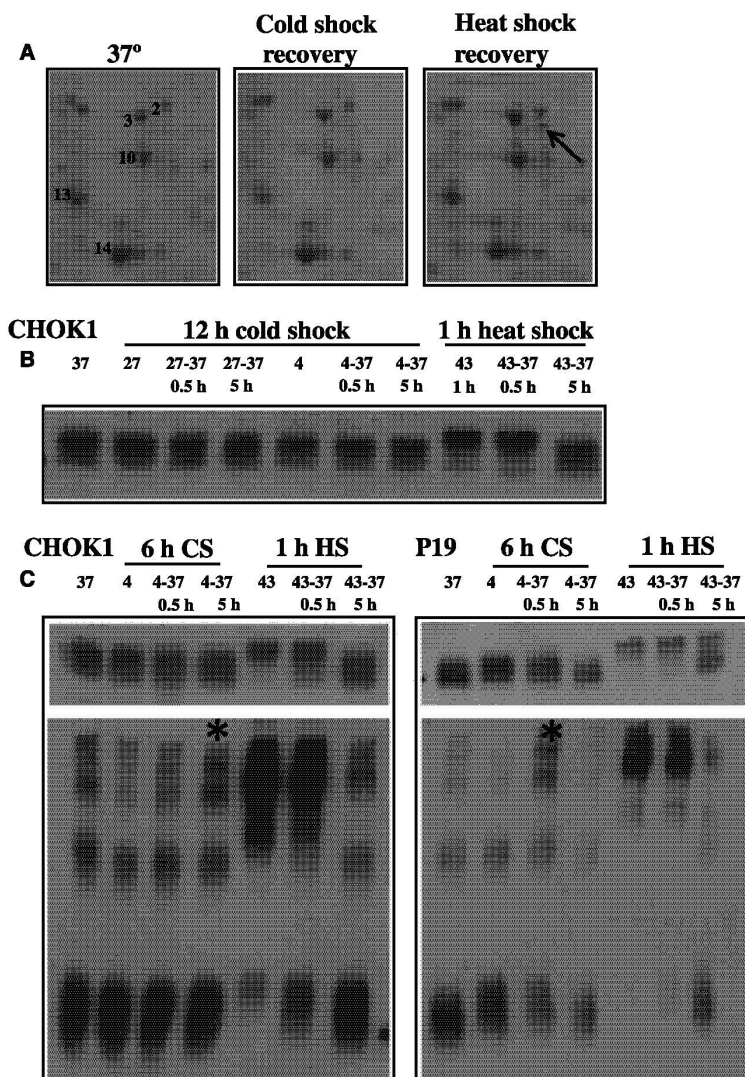 Cold shock recovery
Heat shock recovery
A
37º
2
3
10
13
14
CHOK1
12 h cold shock
1 h heat shock
B
37 27 27-37 27-37 4 4-37 4-37 43 43-37 43-37
0.5 h 5 h 0.5 h 5 h 1 h 0.5 h 5 h
CHOK1 6 h CS 1 h HS P19 6 h CS 1 h HS
C
37 4 4-37 4-37 43 43-37 43-37 37 4 4-37 4-37 43 43-37 43-37
0.5 h 5 h 0.5 h 5 h 0.5 h 5 h 0.5 h 5 h
*
*